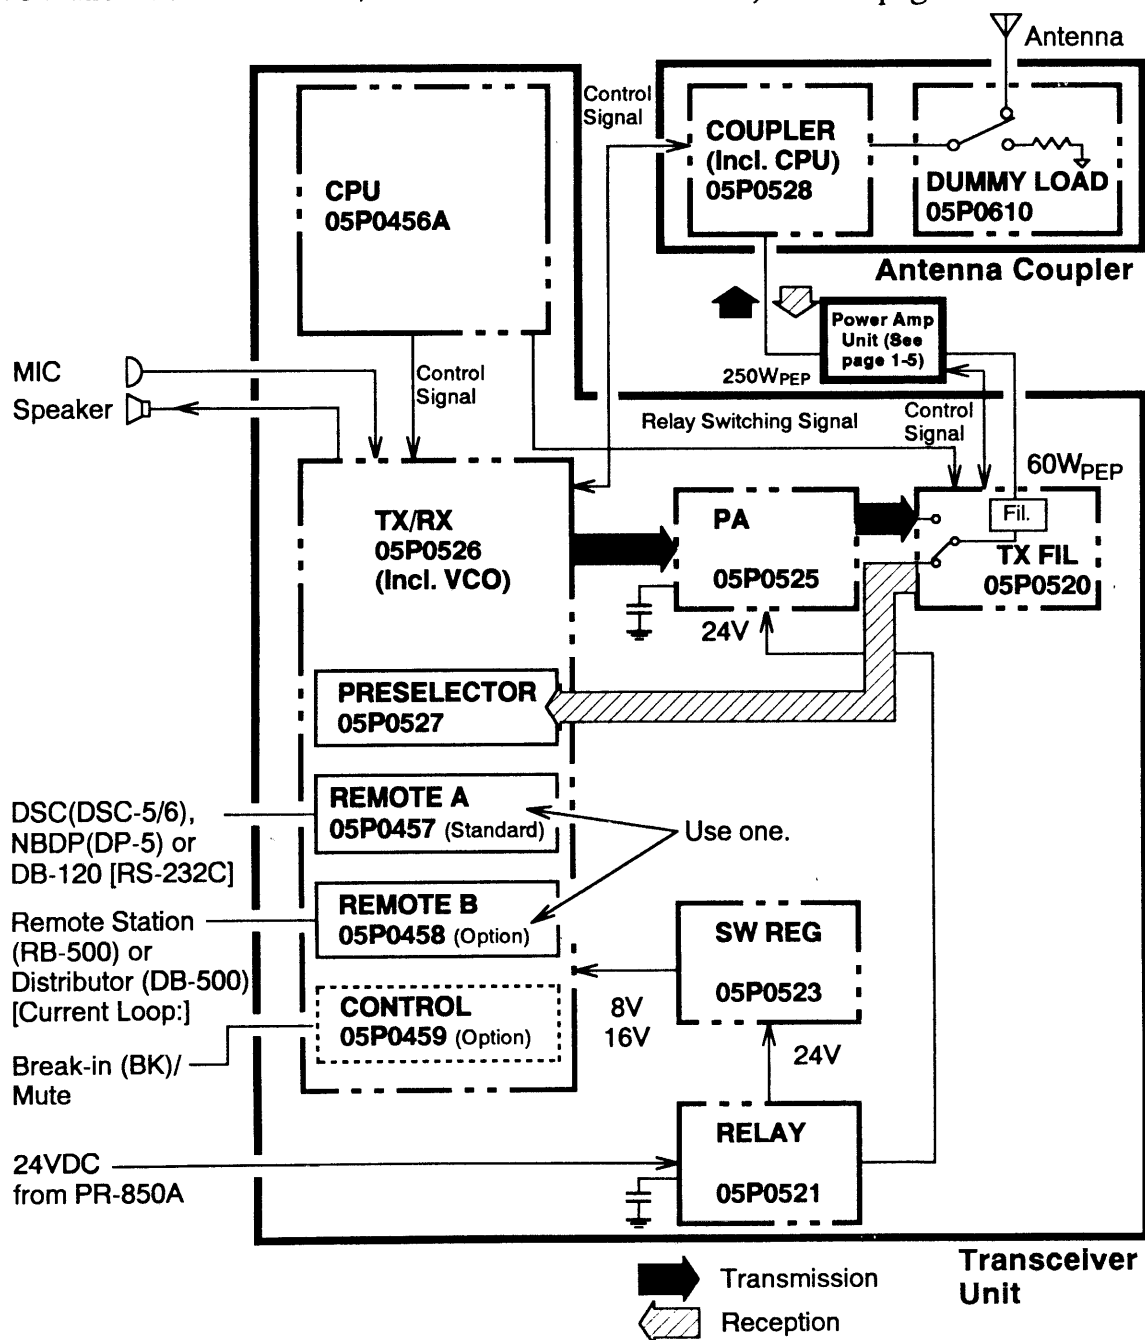 Antenna
Control
Signal
COUPLER
(Incl. CPU)
05P0528
DUMMY LOAD
05P0610
CPU
05P0456A
Antenna Coupler
Power Amp
Unit (See
page 1-5)
250WPEP
MIC
Speaker
Control
Signal
Relay Switching Signal
Control
Signal
60WPEP
TX/RX
05P0526
(Incl. VCO)
PA
05P0525
Fil.
TX FIL
05P0520
24V
PRESELECTOR
05P0527
DSC(DSC-5/6),
NBDP(DP-5) or
DB-120 [RS-232C]
REMOTE A
05P0457 (Standard)
Use one.
Remote Station
(RB-500) or
Distributor (DB-500)
[Current Loop:]
REMOTE B
05P0458 (Option)
SW REG
05P0523
CONTROL
05P0459 (Option)
8V
16V
Break-in (BK)/
Mute
24V
RELAY
05P0521
24VDC
from PR-850A
Transceiver
Unit
Transmission
Reception